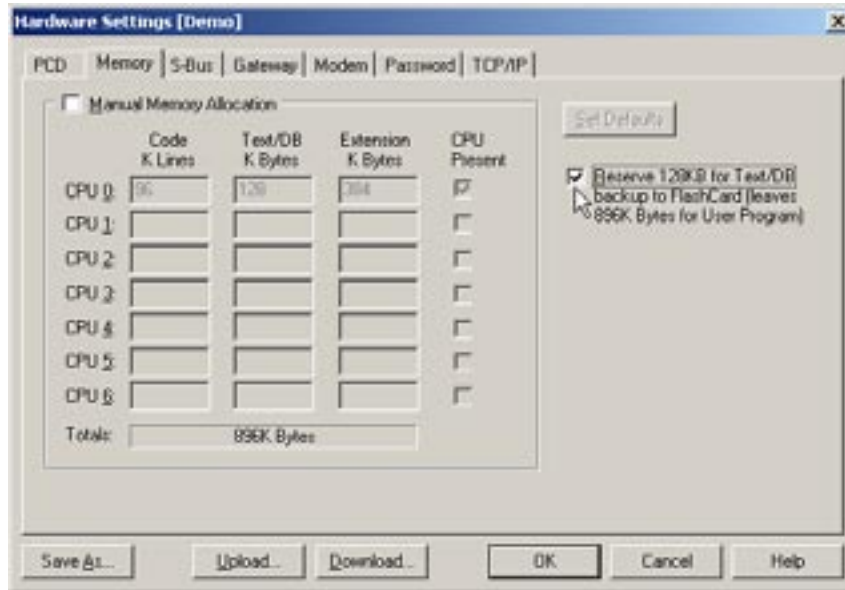 Hardware Settings [Demo]
PCD Memory S-Bus Gateway Modem Password TCP/IP
Manual Memory Allocation
Set Defaults
Code Text/DB Extension CPU
K Lines K Bytes K Bytes Present
Reserve 128KB for Text/DB
backup to FlashCard (leaves
896K Bytes for User Program)
CPU 0: 96 128 384
CPU 1:
CPU 2:
CPU 3:
CPU 4:
CPU 5:
CPU 6:
Totals: 896K Bytes
Save As... Upload... Download... OK Cancel Help